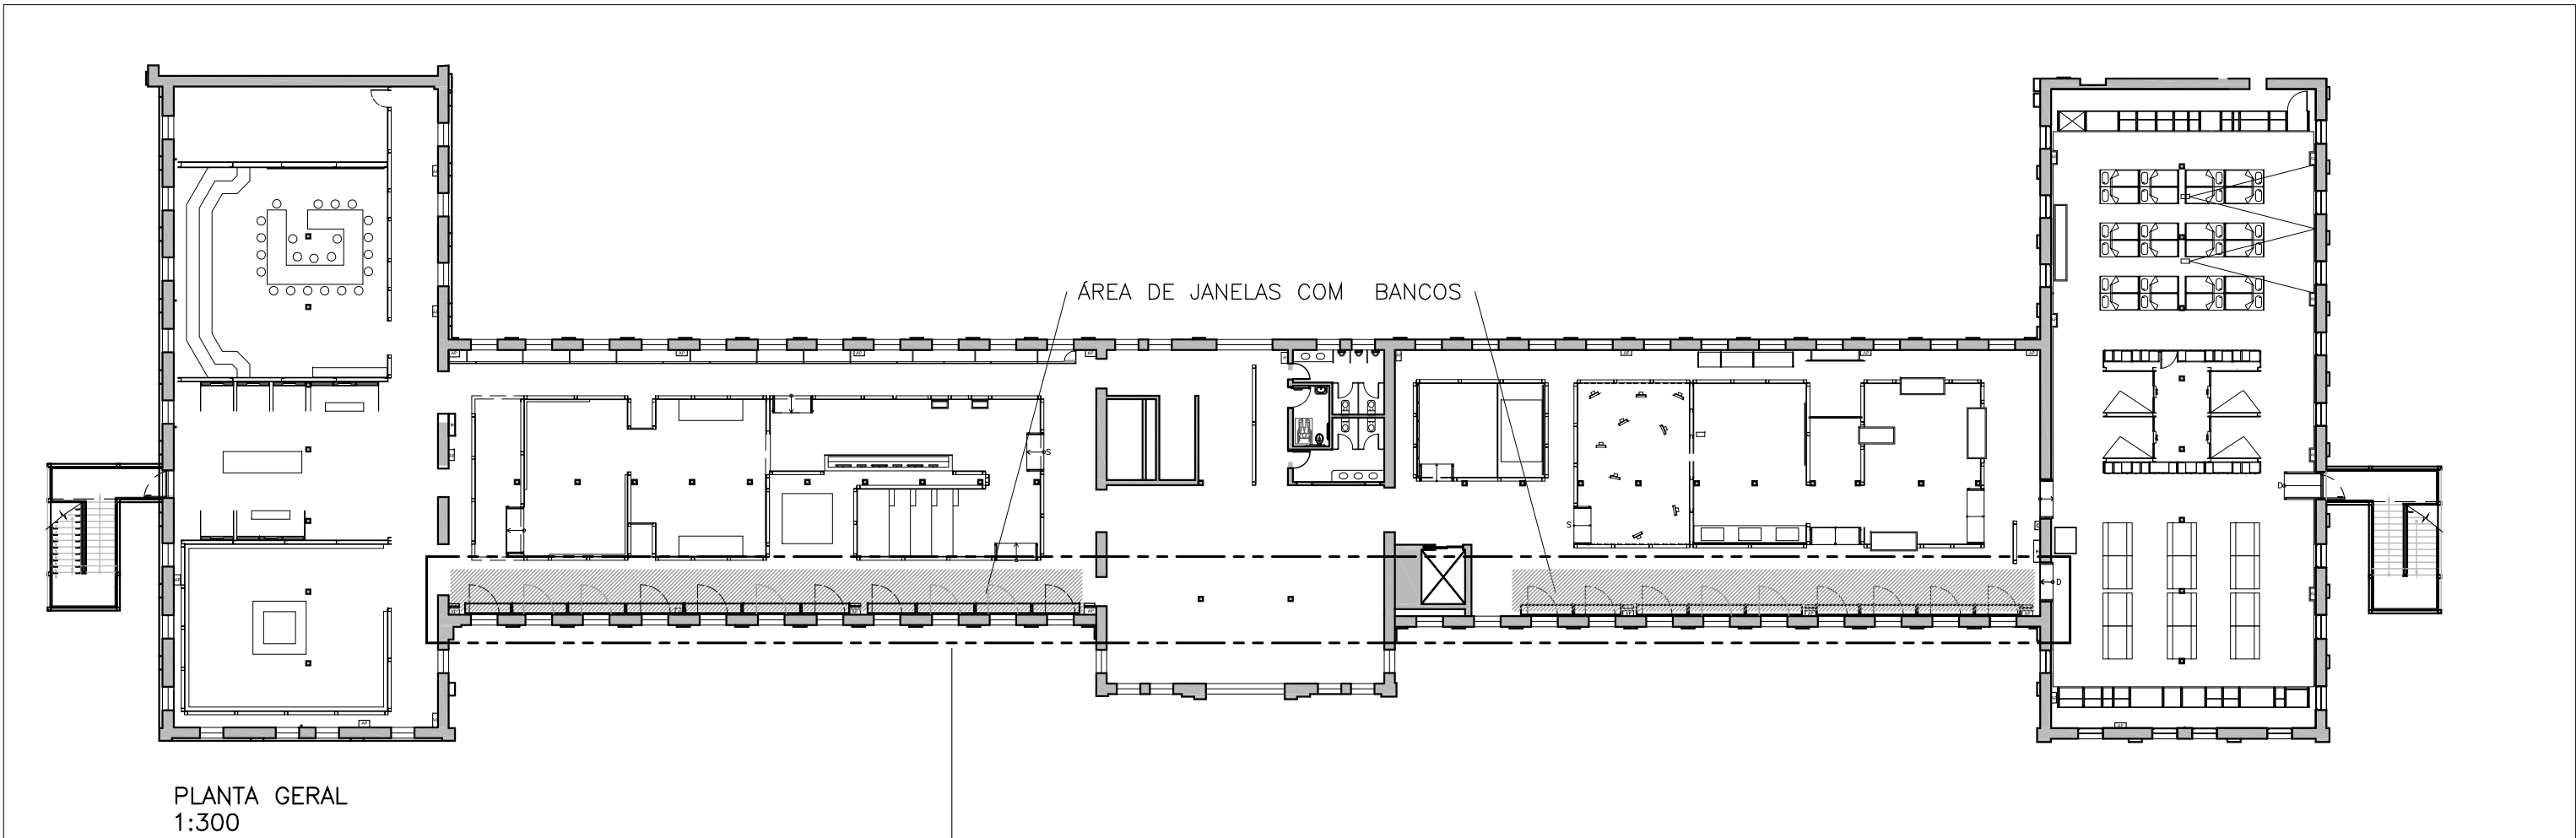 ÁREA DE JANELAS COM BANCOS
S
S
D
D
PLANTA GERAL
1:300